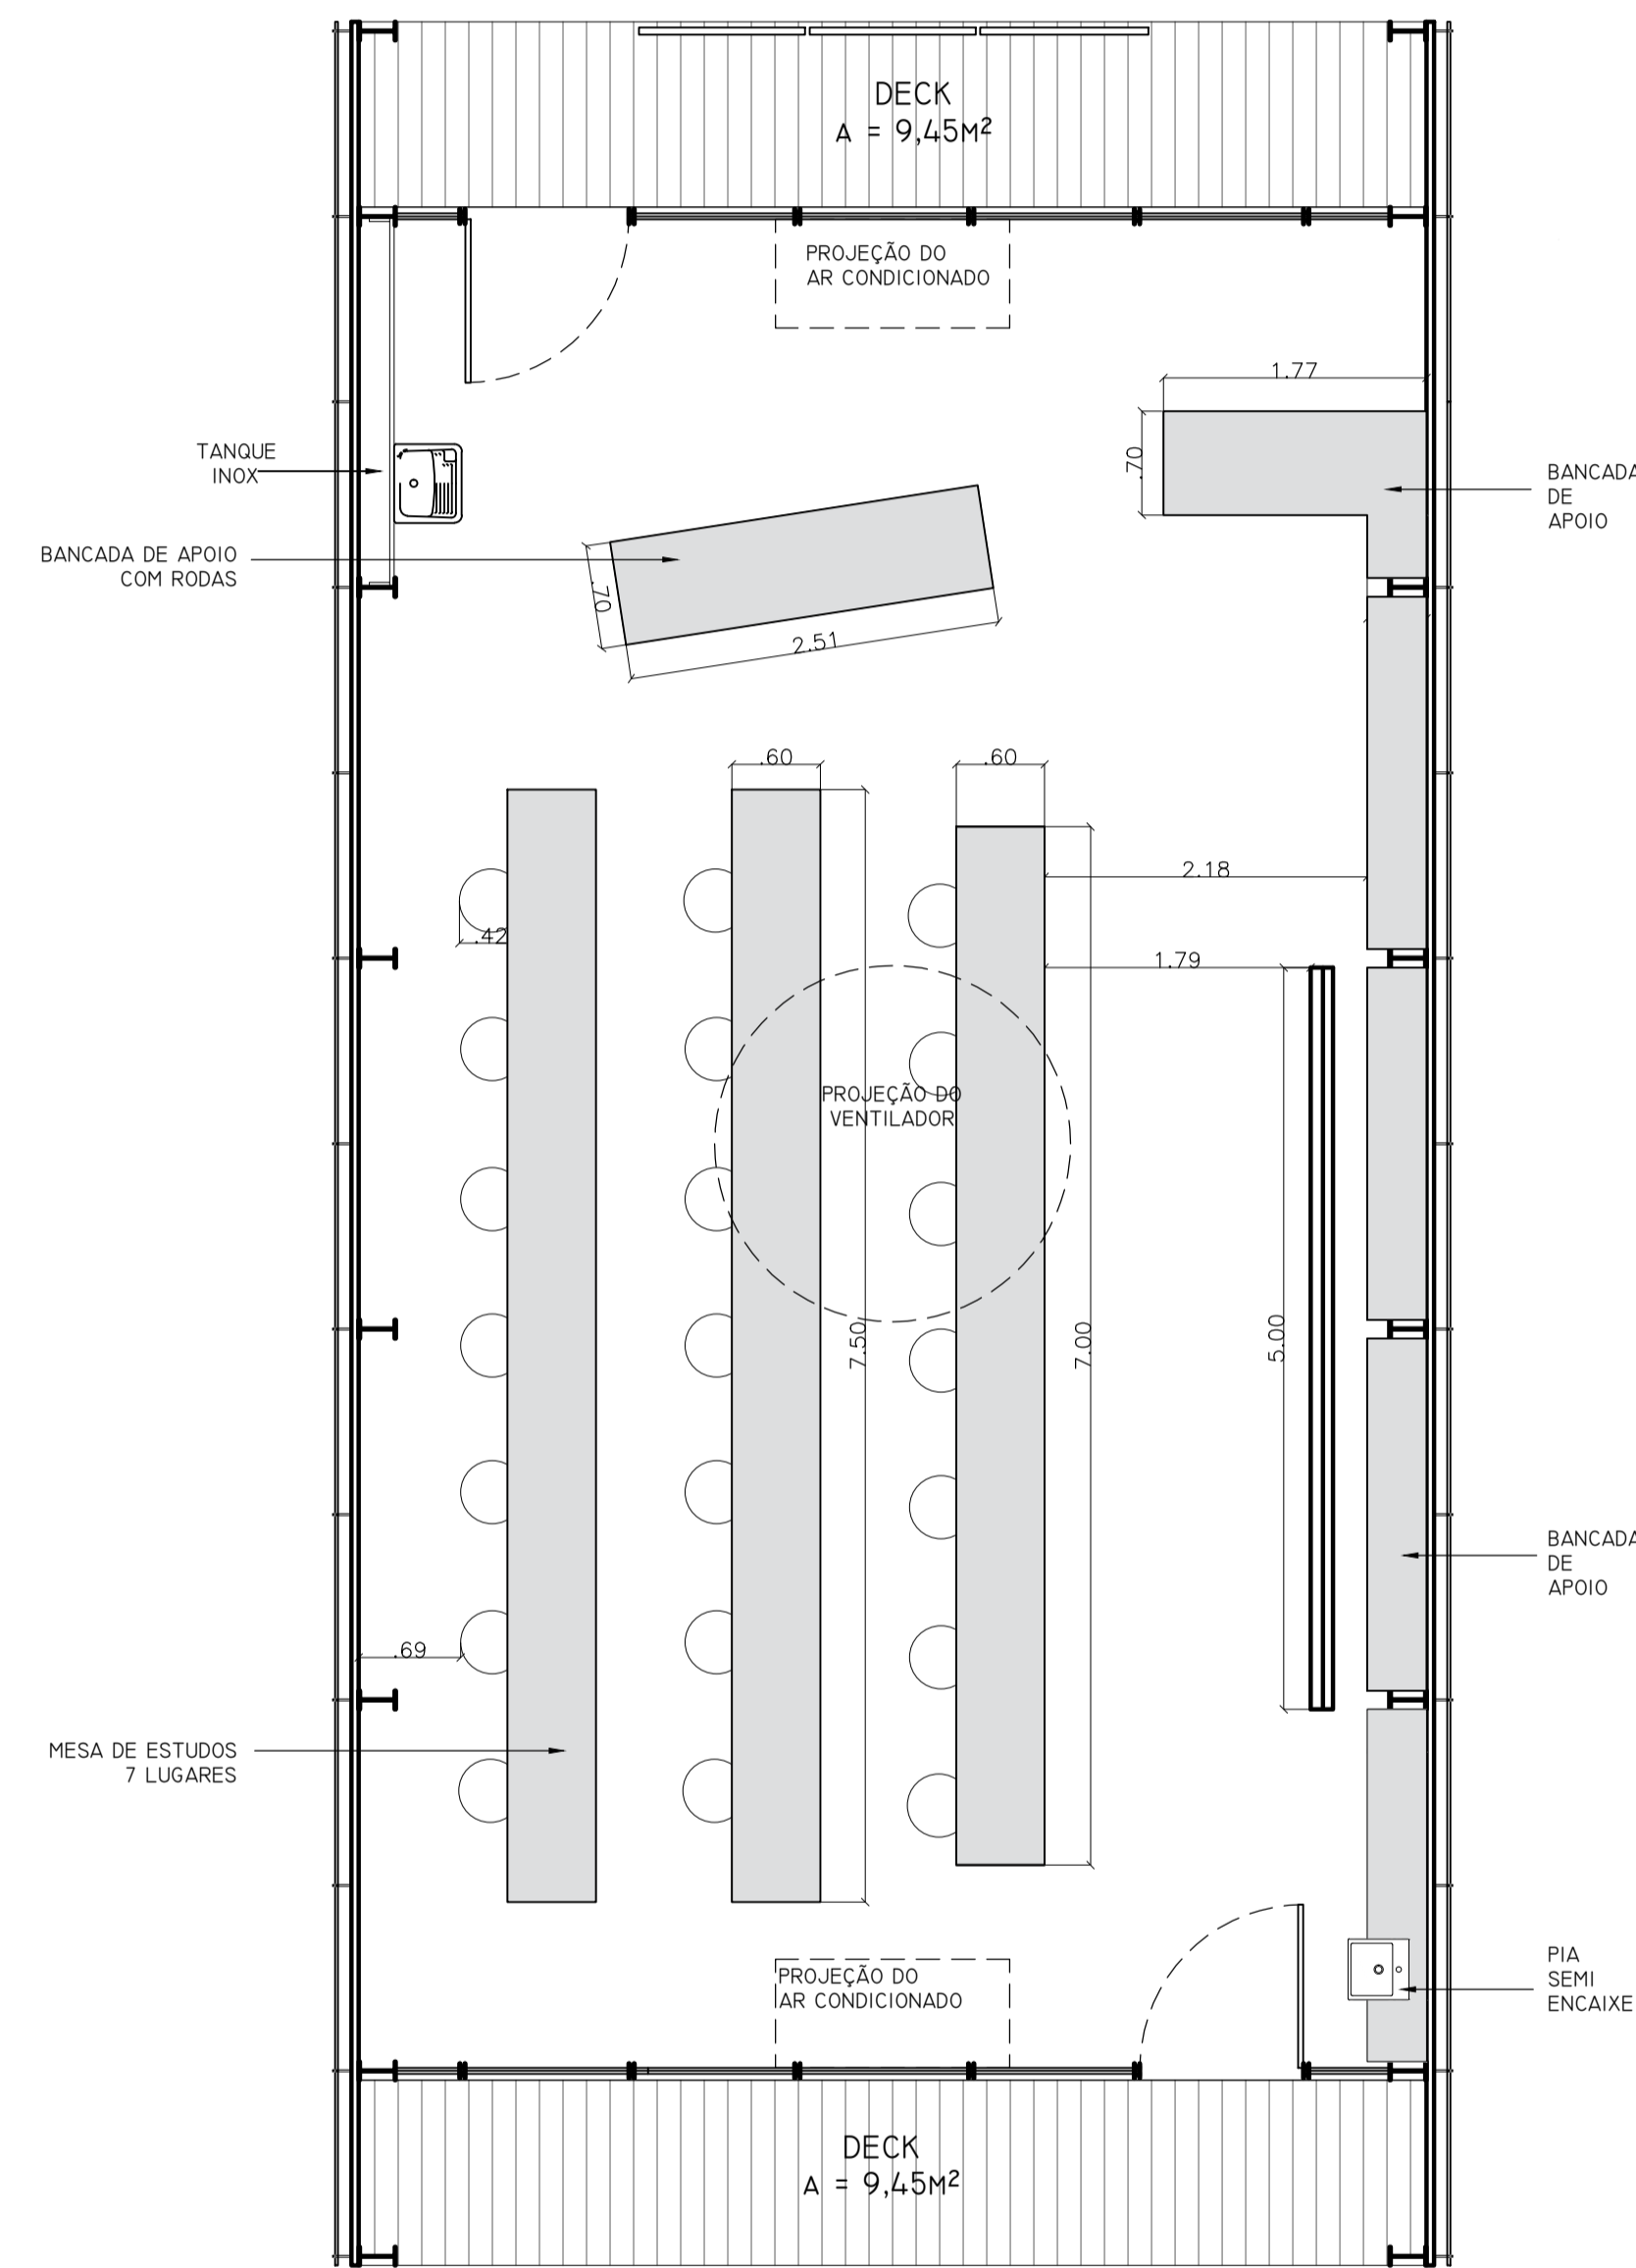 DECK
A = 9,45M²
PROJEÇÃO DO
AR CONDICIONADO
1.77
.70
TANQUE
INOX
BANCADA
DE
APOIO
BANCADA DE APOIO
COM RODAS
.70
2.51
.60
.60
2.18
.42
1.79
PROJEÇÃO DO
VENTILADOR
7.50
7.00
5.00
BANCADA
DE
APOIO
.69
MESA DE ESTUDOS
7 LUGARES
PIA
SEMI
ENCAIXE
PROJEÇÃO DO
AR CONDICIONADO
DECK
A = 9,45M²